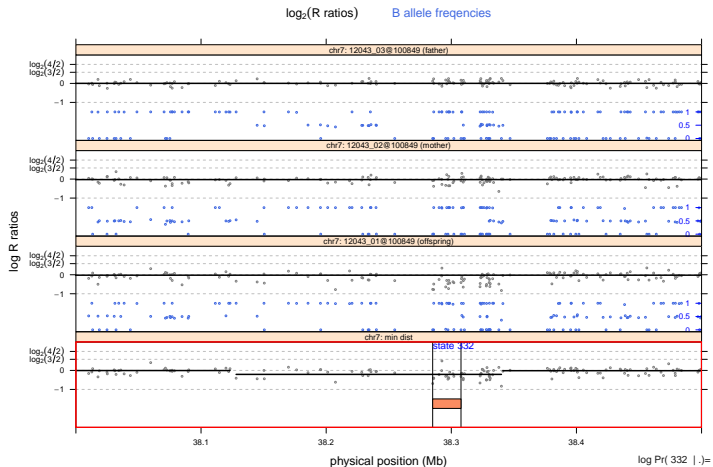 log₂(R ratios) B allele freqencies
chr7: 12043_03@100849 (father)
log₂(4/2)
log₂(3/2)
0
−1
1
0.5
0
chr7: 12043_02@100849 (mother)
log₂(4/2)
log₂(3/2)
0
−1
1
0.5
0
chr7: 12043_01@100849 (offspring)
log₂(4/2)
log₂(3/2)
0
−1
1
0.5
0
chr7: min dist
state 332
log₂(4/2)
log₂(3/2)
0
−1
log R ratios
38.1 38.2 38.3 38.4
physical position (Mb)
log Pr( 332 | .)=